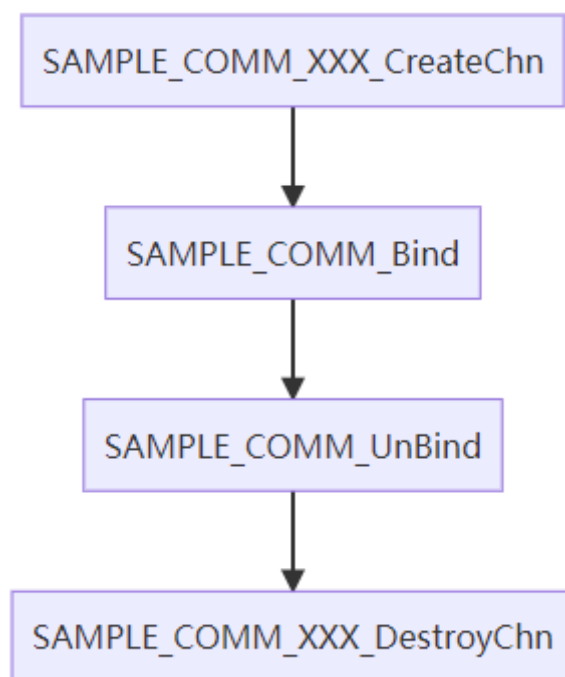 SAMPLE_COMM_XXX_CreateChn
SAMPLE_COMM_Bind
SAMPLE_COMM_UnBind
SAMPLE_COMM_XXX_DestroyChn